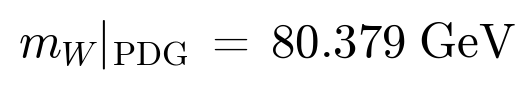 m_W|_PDG = 80.379 GeV